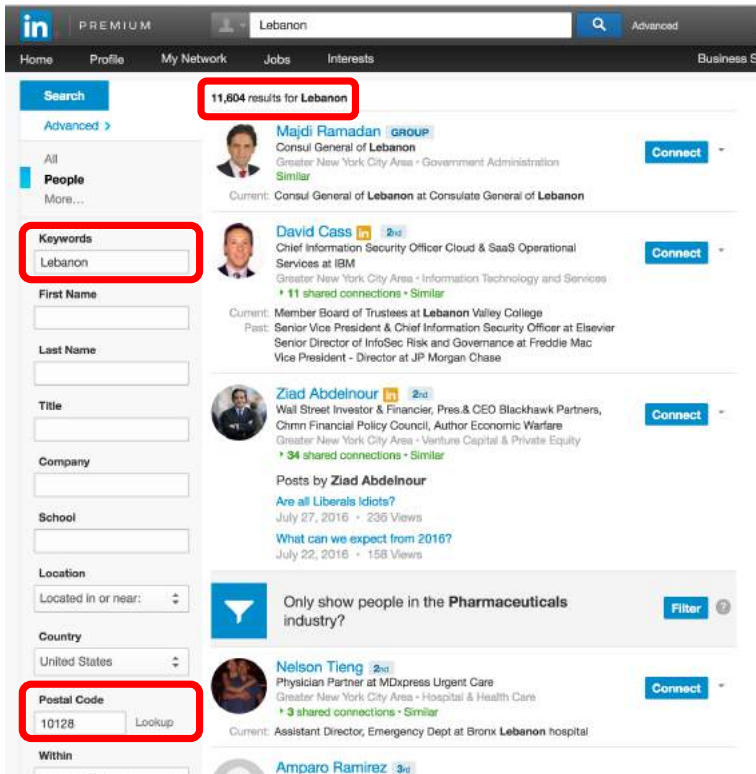 in PREMIUM Lebanon Advanced
Home Profile My Network Jobs Interests Business S
Search
Advanced >
All
People
More...
Keywords
Lebanon
First Name
Last Name
Title
Company
School
Location
Located in or near:
Country
United States
Postal Code
10128 Lookup
Within
11,604 results for Lebanon
Majdi Ramadan GROUP
Consul General of Lebanon
Greater New York City Area • Government Administration
Similar
Current: Consul General of Lebanon at Consulate General of Lebanon
Connect
David Cass in 2nd
Chief Information Security Officer Cloud & SaaS Operational
Services at IBM
Greater New York City Area • Information Technology and Services
11 shared connections • Similar
Current: Member Board of Trustees at Lebanon Valley College
Past: Senior Vice President & Chief Information Security Officer at Elsevier
Senior Director of InfoSec Risk and Governance at Freddie Mac
Vice President - Director at JP Morgan Chase
Connect
Ziad Abdelnour in 2nd
Wall Street Investor & Financier, Pres.& CEO Blackhawk Partners,
Chmn Financial Policy Council, Author Economic Warfare
Greater New York City Area • Venture Capital & Private Equity
34 shared connections • Similar
Posts by Ziad Abdelnour
Are all Liberals Idiots?
July 27, 2016 • 236 Views
What can we expect from 2016?
July 22, 2016 • 158 Views
Connect
Only show people in the Pharmaceuticals
industry?
Filter ?
Nelson Tieng 2nd
Physician Partner at MDxpress Urgent Care
Greater New York City Area • Hospital & Health Care
3 shared connections • Similar
Current: Assistant Director, Emergency Dept at Bronx Lebanon hospital
Connect
Amparo Ramirez 3rd